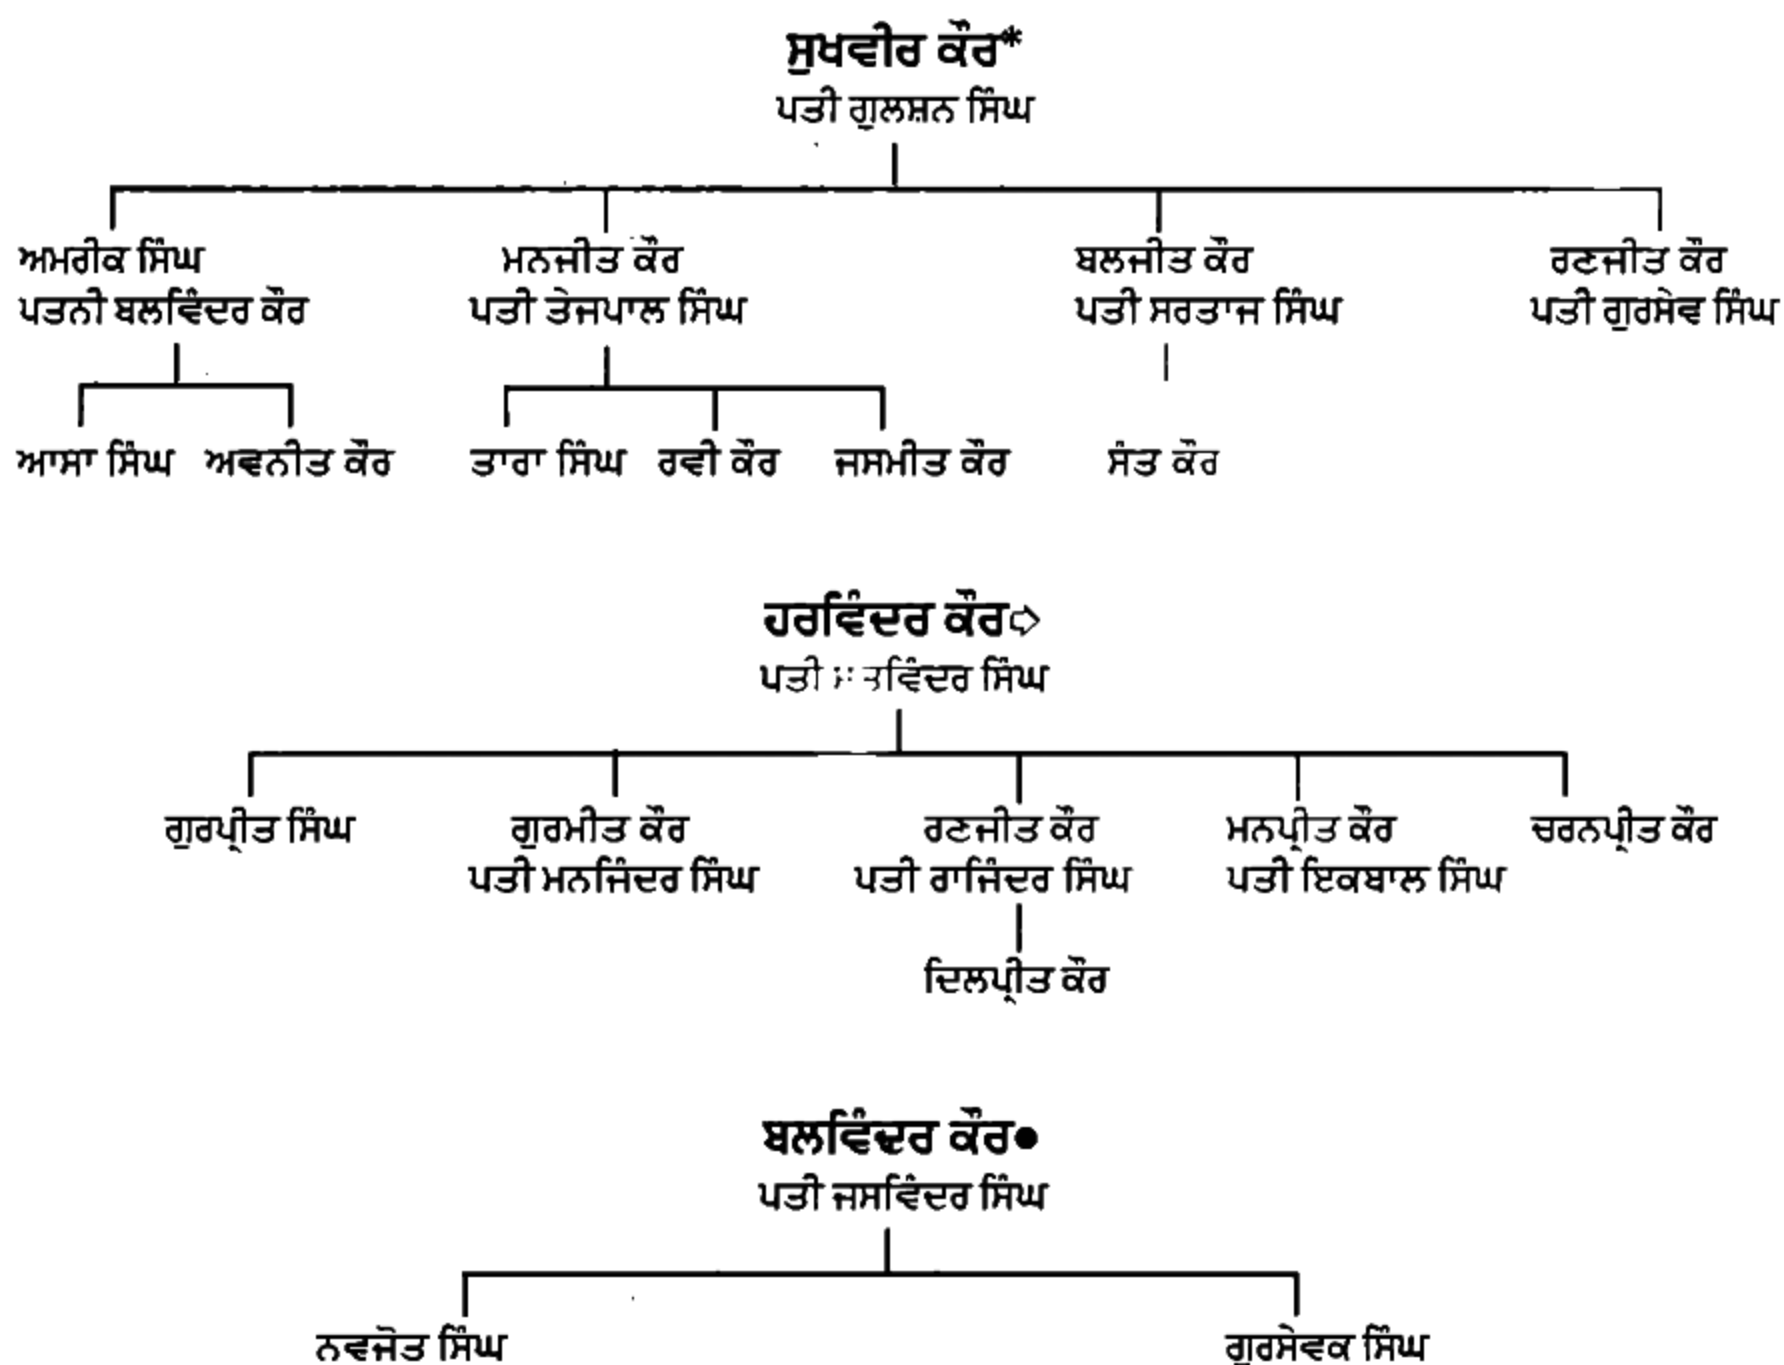 ਸੁਖਵੀਰ ਕੌਰ*
ਪਤੀ ਗੁਲਸ਼ਨ ਸਿੰਘ
ਅਮਰੀਕ ਸਿੰਘ ਮਨਜੀਤ ਕੌਰ ਬਲਜੀਤ ਕੌਰ ਰਣਜੀਤ ਕੌਰ
ਪਤਨੀ ਬਲਵਿੰਦਰ ਕੌਰ ਪਤੀ ਤੇਜਪਾਲ ਸਿੰਘ ਪਤੀ ਸਰਤਾਜ ਸਿੰਘ ਪਤੀ ਗੁਰਸੇਵ ਸਿੰਘ
ਆਸਾ ਸਿੰਘ ਅਵਨੀਤ ਕੌਰ ਤਾਰਾ ਸਿੰਘ ਰਵੀ ਕੌਰ ਜਸਮੀਤ ਕੌਰ ਸੰਤ ਕੌਰ
ਹਰਵਿੰਦਰ ਕੌਰ➪
ਪਤੀ ਸਿੰਘ
ਗੁਰਪ੍ਰੀਤ ਸਿੰਘ ਗੁਰਮੀਤ ਕੌਰ ਰਣਜੀਤ ਕੌਰ ਮਨਪ੍ਰੀਤ ਕੌਰ ਚਰਨਪ੍ਰੀਤ ਕੌਰ
ਪਤੀ ਮਨਜਿੰਦਰ ਸਿੰਘ ਪਤੀ ਰਾਜਿੰਦਰ ਸਿੰਘ ਪਤੀ ਇਕਬਾਲ ਸਿੰਘ
ਦਿਲਪ੍ਰੀਤ ਕੌਰ
ਬਲਵਿੰਦਰ ਕੌਰ●
ਪਤੀ ਜਸਵਿੰਦਰ ਸਿੰਘ
ਨਵਜੋਤ ਸਿੰਘ ਗੁਰਸੇਵਕ ਸਿੰਘ